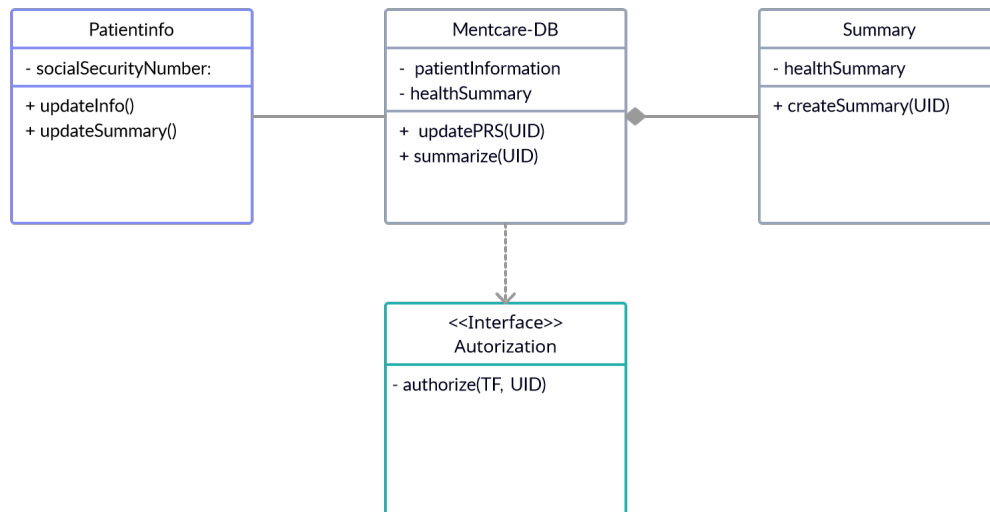 Patientinfo
- socialSecurityNumber:
+ updateInfo()
+ updateSummary()
Mentcare-DB
- patientInformation
- healthSummary
+ updatePRS(UID)
+ summarize(UID)
Summary
- healthSummary
+ createSummary(UID)
<<Interface>>
Autorization
- authorize(TF, UID)